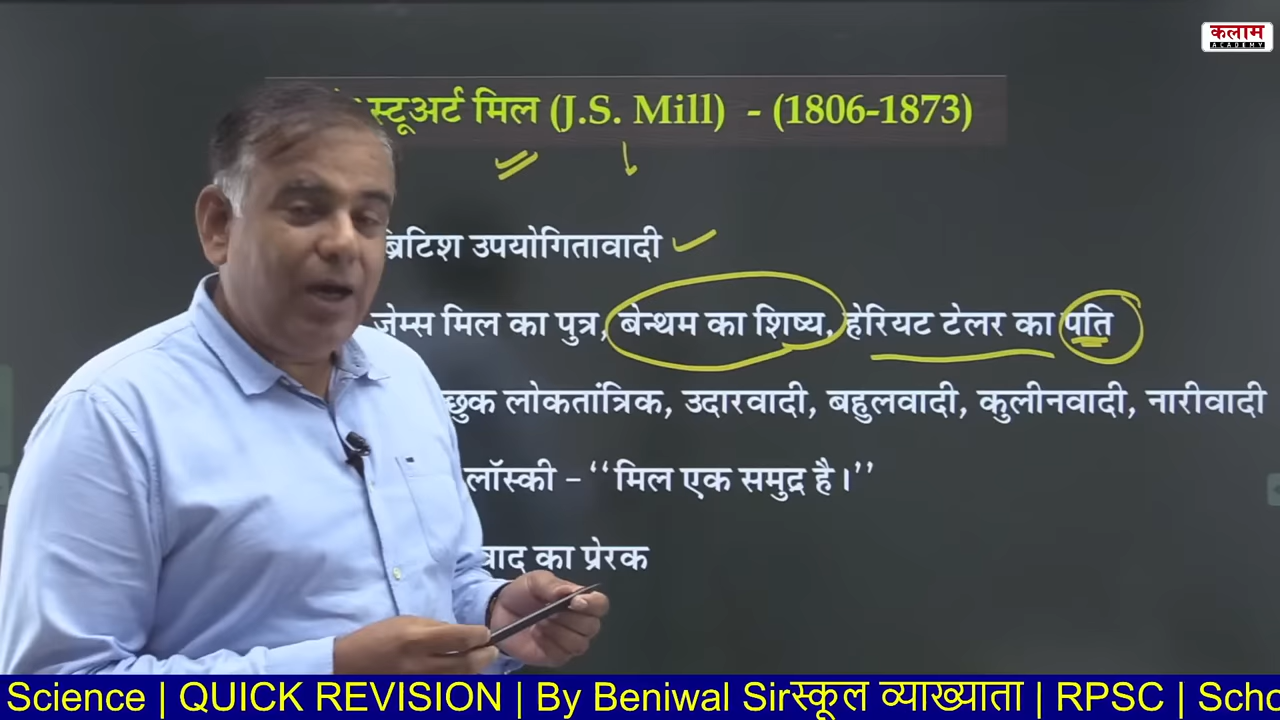 कलाम
ACADEMY
स्टूअर्ट मिल (J.S. Mill) - (1806-1873)
ब्रिटिश उपयोगितावादी
जेम्स मिल का पुत्र, बेन्थम का शिष्य, हेरियट टेलर का पति
लोकतांत्रिक, उदारवादी, बहुलवादी, कुलीनवादी, नारीवादी
लॉस्की – ‘‘मिल एक समुद्र है।’’
का प्रेरक
Science | QUICK REVISION | By Beniwal Sirस्कूल व्याख्याता | RPSC |